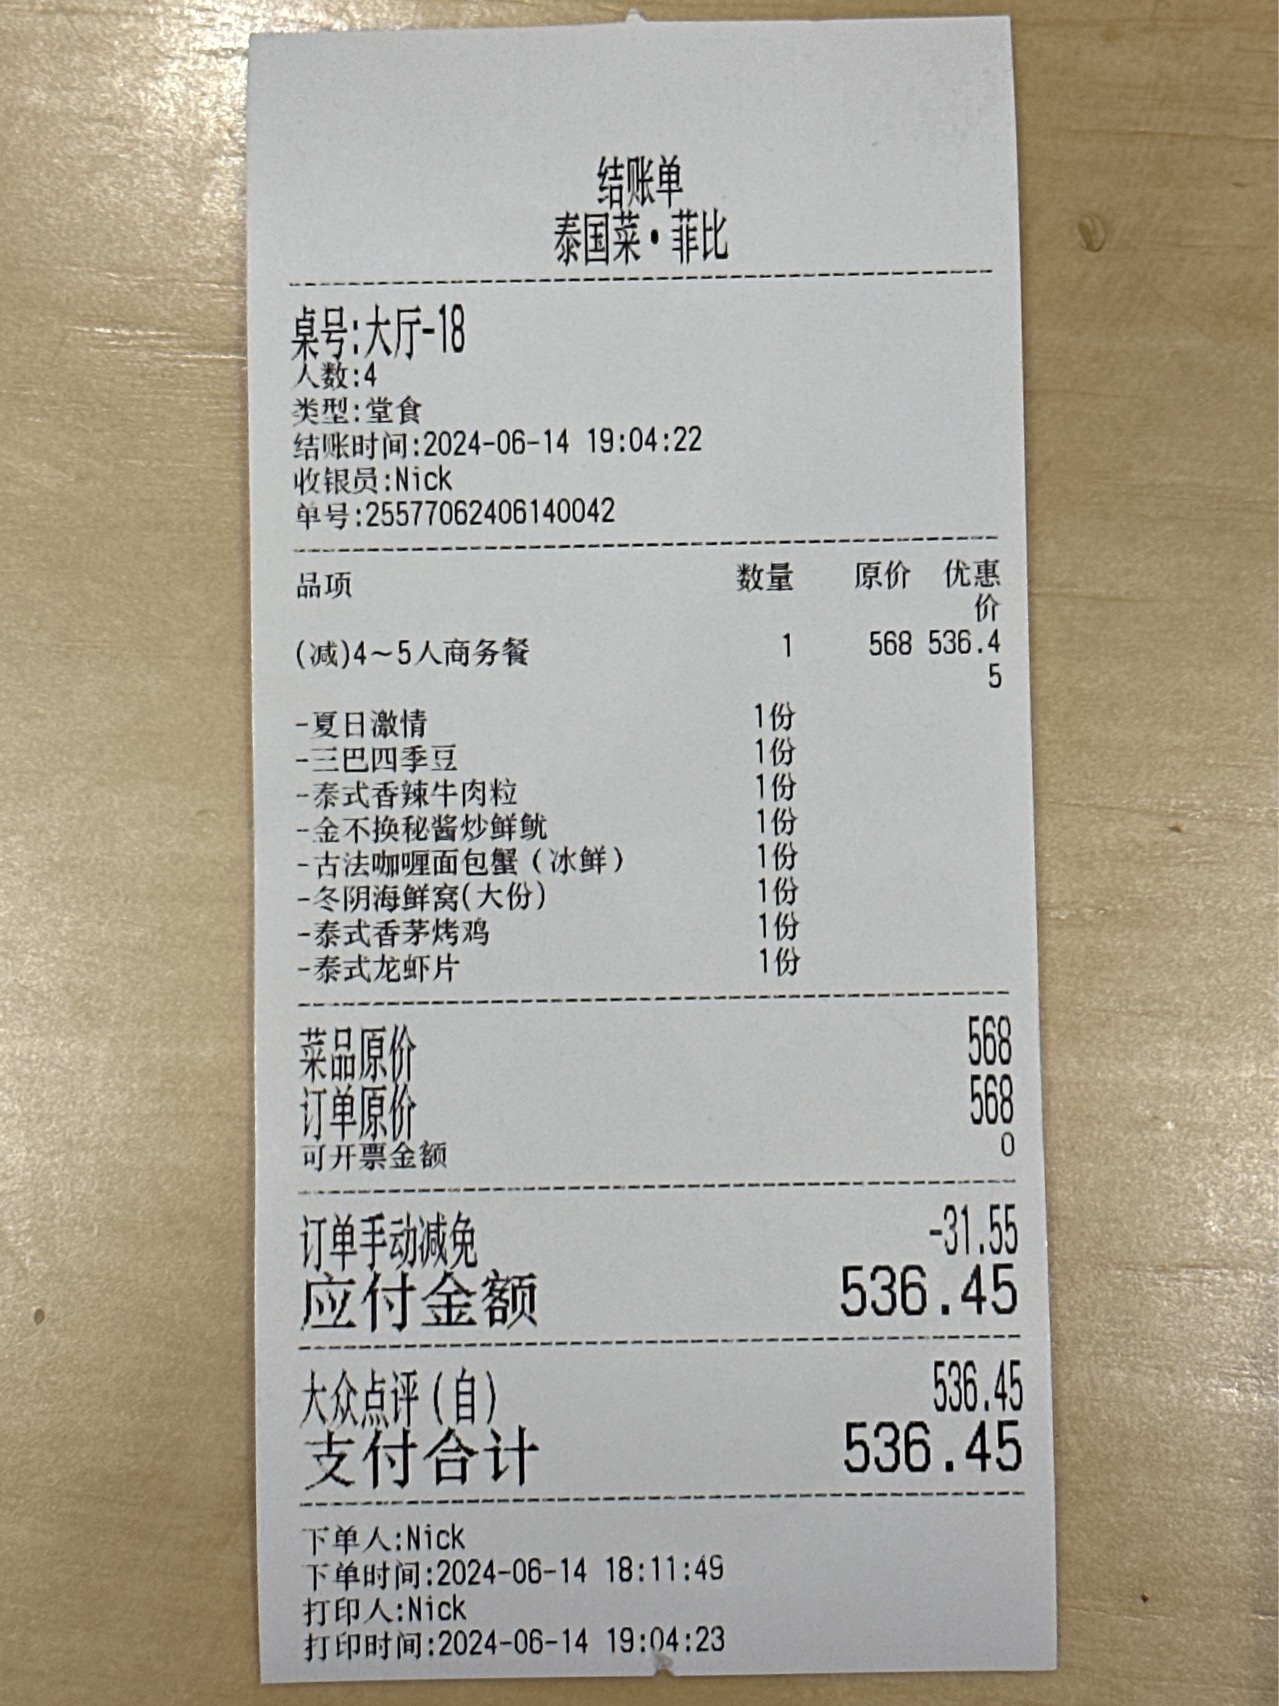 结账单
泰国菜·菲比
桌号:大厅-18
人数:4
类型:堂食
结账时间:2024-06-14 19:04:22
收银员:Nick
单号:25577062406140042
品项 数量 原价 优惠
价
(减)4~5人商务餐 1 568 536.4
5
-夏日激情 1份
-三巴四季豆 1份
-泰式香辣牛肉粒 1份
-金不换秘酱炒鲜鱿 1份
-古法咖喱面包蟹（冰鲜） 1份
-冬阴海鲜窝(大份) 1份
-泰式香茅烤鸡 1份
-泰式龙虾片 1份
菜品原价 568
订单原价 568
可开票金额 0
订单手动减免 -31.55
应付金额 536.45
大众点评(自) 536.45
支付合计 536.45
下单人:Nick
下单时间:2024-06-14 18:11:49
打印人:Nick
打印时间:2024-06-14 19:04:23